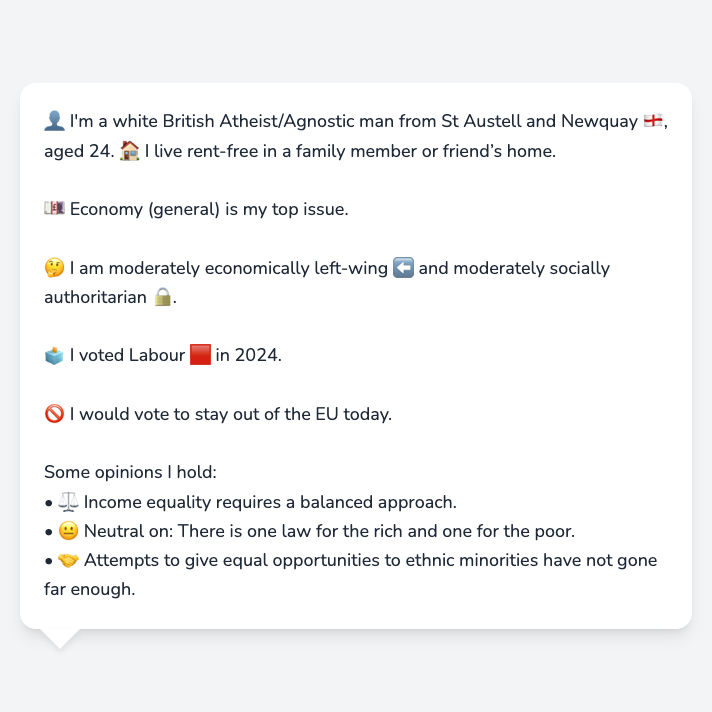 👤 I'm a white British Atheist/Agnostic man from St Austell and Newquay 🏴󠁧󠁢󠁥󠁮󠁧󠁿,
aged 24. 🏠 I live rent-free in a family member or friend’s home.
💷 Economy (general) is my top issue.
🤔 I am moderately economically left-wing ⬅️ and moderately socially
authoritarian 🔒.
🗳️ I voted Labour 🟥 in 2024.
🚫 I would vote to stay out of the EU today.
Some opinions I hold:
• ⚖️ Income equality requires a balanced approach.
• 😐 Neutral on: There is one law for the rich and one for the poor.
• 🤝 Attempts to give equal opportunities to ethnic minorities have not gone
far enough.